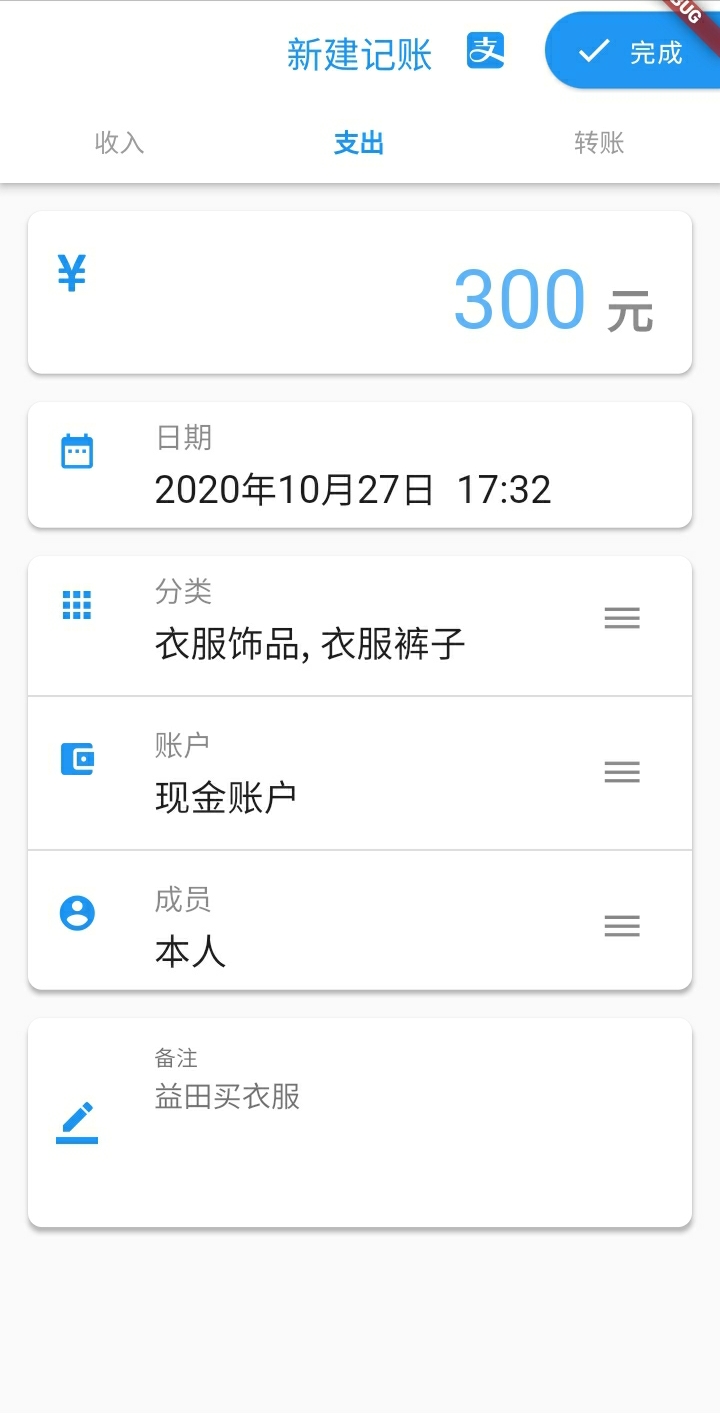 新建记账
支
完成
UG
收入
支出
转账
¥
300 元
日期
2020年10月27日 17:32
分类
衣服饰品, 衣服裤子
账户
现金账户
成员
本人
备注
益田买衣服